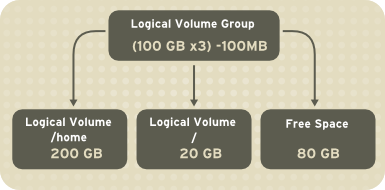 Logical Volume Group
(100 GB x3) -100MB
Logical Volume
/home
200 GB
Logical Volume
/
20 GB
Free Space
80 GB